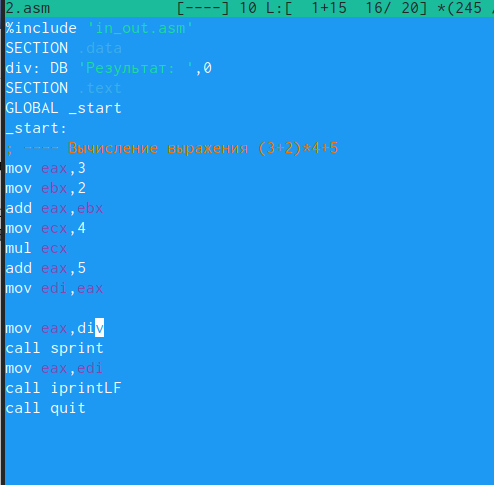 2.asm [----] 10 L:[ 1+15 16/ 20] *(245 /
%include 'in_out.asm'
SECTION .data
div: DB 'Результат: ',0
SECTION .text
GLOBAL _start
_start:
; ---- Вычисление выражения (3+2)*4+5
mov eax,3
mov ebx,2
add eax,ebx
mov ecx,4
mul ecx
add eax,5
mov edi,eax
mov eax,div
call sprint
mov eax,edi
call iprintLF
call quit